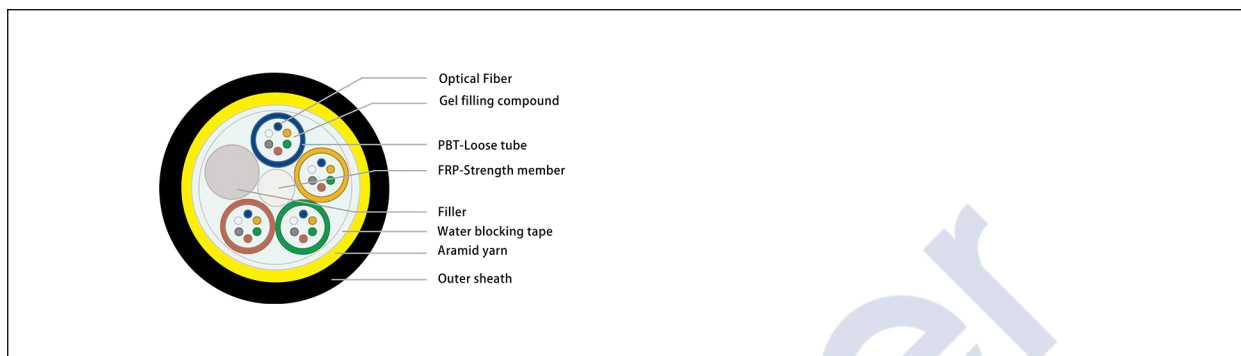 Optical Fiber
Gel filling compound
PBT-Loose tube
FRP-Strength member
Filler
Water blocking tape
Aramid yarn
Outer sheath
er